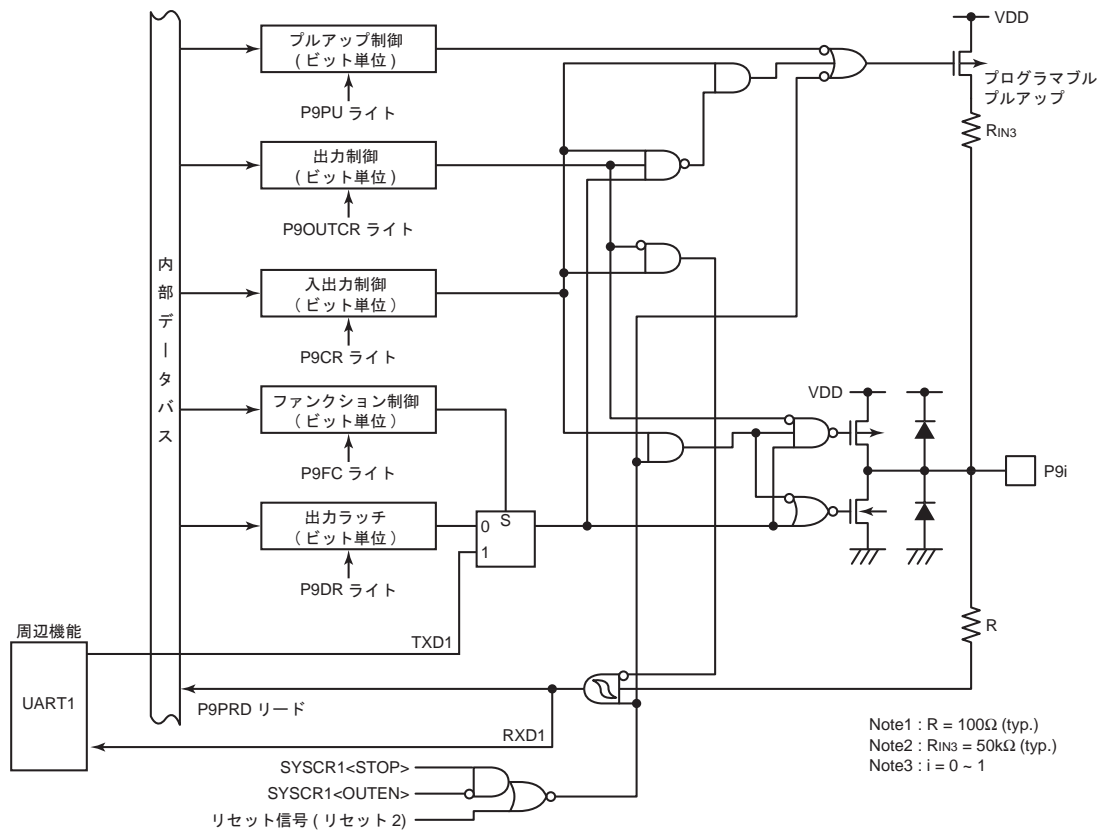 プルアップ制御
( ビット単位 )
P9PU ライト
出力制御
( ビット単位 )
P9OUTCR ライト
入出力制御
( ビット単位 )
P9CR ライト
ファンクション制御
( ビット単位 )
P9FC ライト
出力ラッチ
( ビット単位 )
P9DR ライト
内部データバス
VDD
プログラマブル
プルアップ
RIN3
VDD
P9i
0
S
1
R
周辺機能
UART1
TXD1
P9PRD リード
RXD1
SYSCR1<STOP>
SYSCR1<OUTEN>
リセット信号 ( リセット 2)
Note1 : R = 100Ω (typ.)
Note2 : RIN3 = 50kΩ (typ.)
Note3 : i = 0 ~ 1